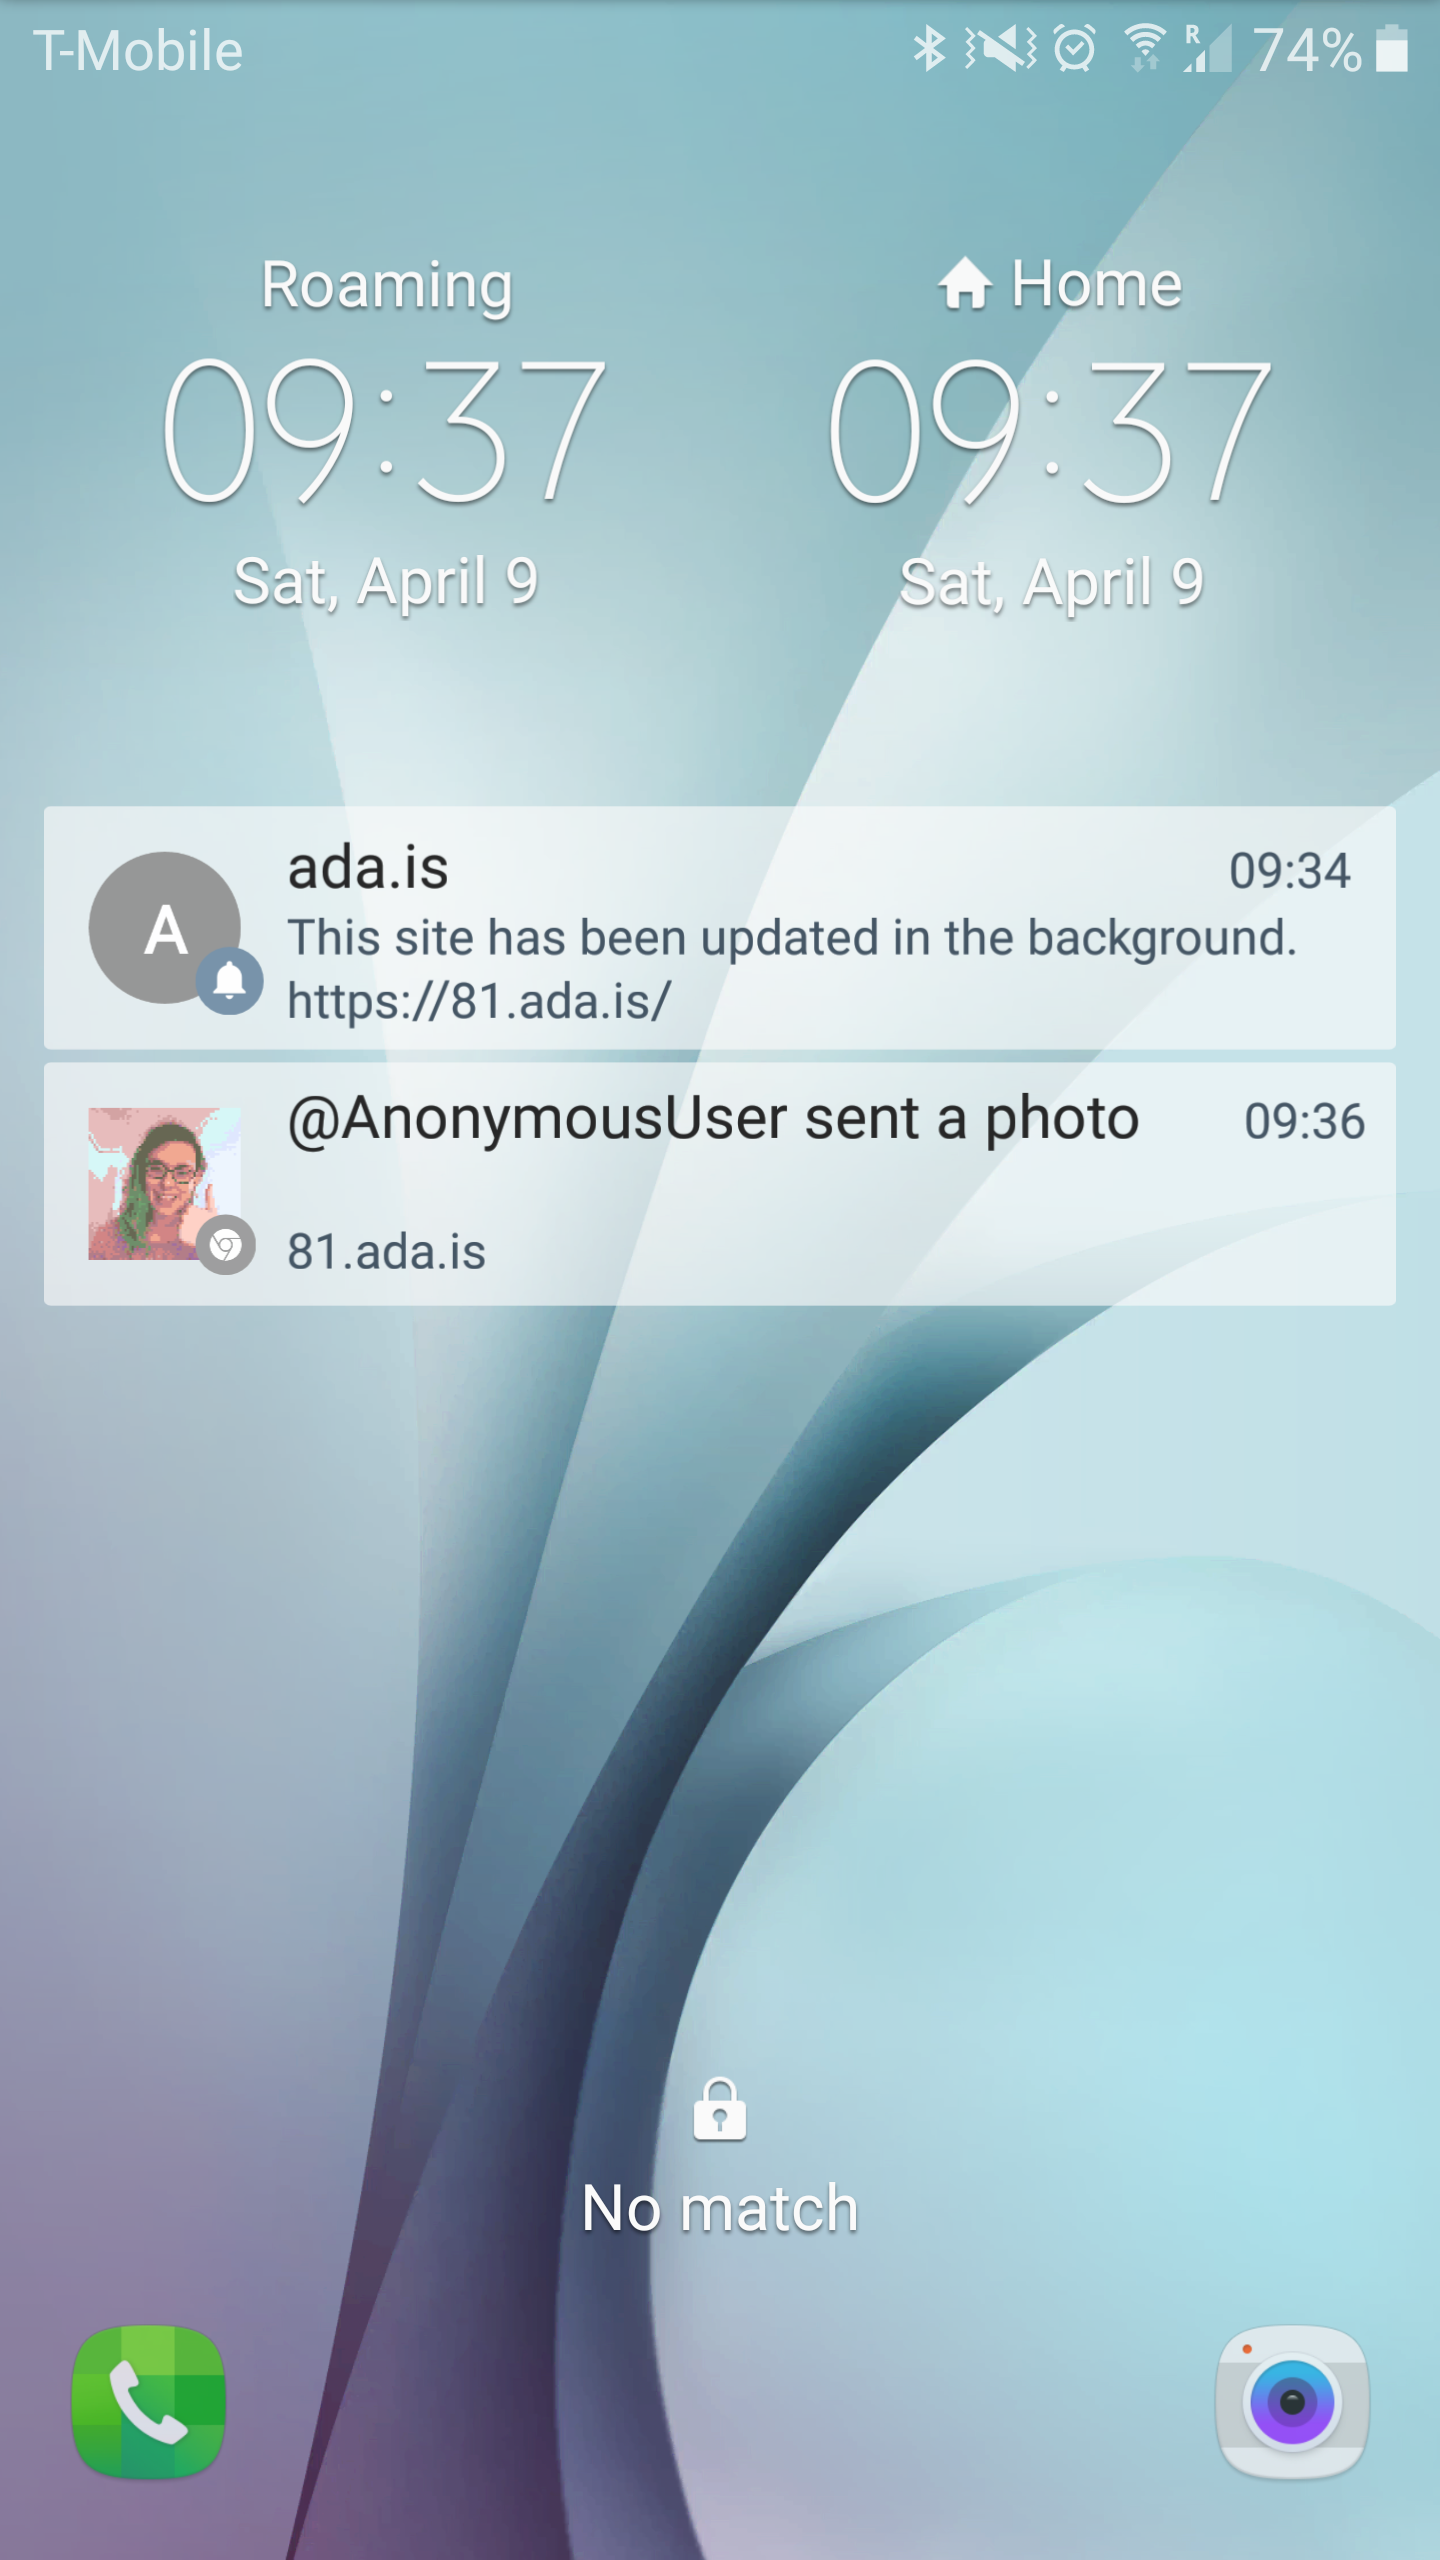 T-Mobile
R 74%
Roaming
Home
09:37
09:37
Sat, April 9
Sat, April 9
A
ada.is 09:34
This site has been updated in the background.
https://81.ada.is/
@AnonymousUser sent a photo 09:36
81.ada.is
No match